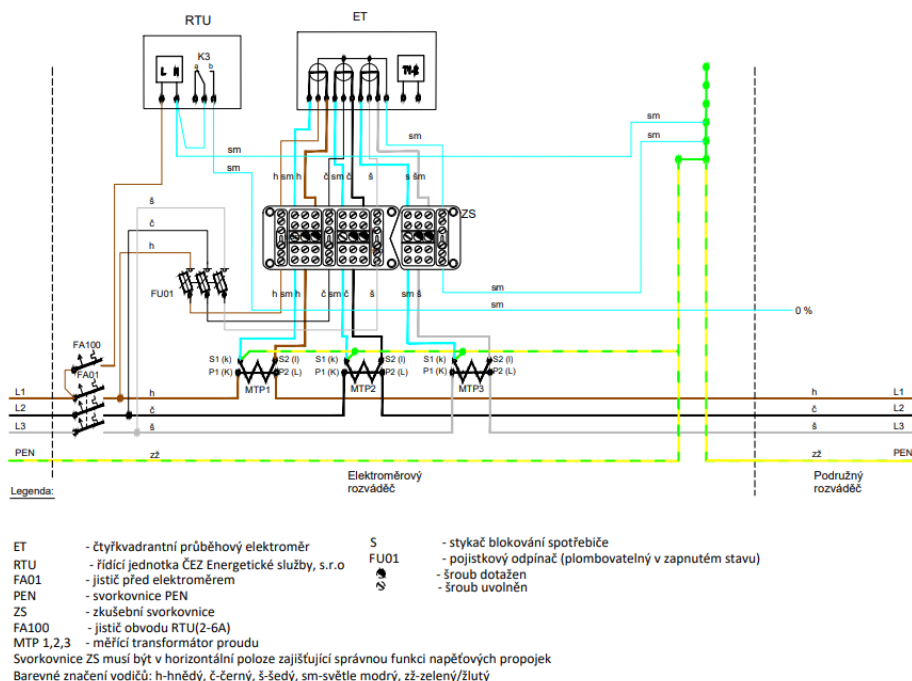 RTU ET
K3
L N a b
sm sm
sm
sm
sm
h sm h č sm č š s šm
ZS
š
č
h
FU01
h sm h č sm č š sm š
sm
sm
0 %
FA100
FA01
S1 (k) S2 (l) S1 (k) S2 (l) S1 (k) S2 (l)
P1 (K) P2 (L) P1 (K) P2 (L) P1 (K) P2 (L)
MTP1 MTP2 MTP3
L1 h h L1
L2 č č L2
L3 š š L3
PEN zž zž PEN
Elektroměrový
rozváděč
Podružný
rozváděč
Legenda:
ET - čtyřkvadrantní průběhový elektroměr
RTU - řídící jednotka ČEZ Energetické služby, s.r.o
FA01 - jistič před elektroměrem
PEN - svorkovnice PEN
ZS - zkušební svorkovnice
FA100 - jistič obvodu RTU(2-6A)
MTP 1,2,3 - měřící transformátor proudu
S - stykač blokování spotřebiče
FU01 - pojistkový odpínač (plombovatelný v zapnutém stavu)
- šroub dotažen
- šroub uvolněn
Svorkovnice ZS musí být v horizontální poloze zajišťující správnou funkci napěťových propojek
Barevné značení vodičů: h-hnědý, č-černý, š-šedý, sm-světle modrý, zž-zelený/žlutý